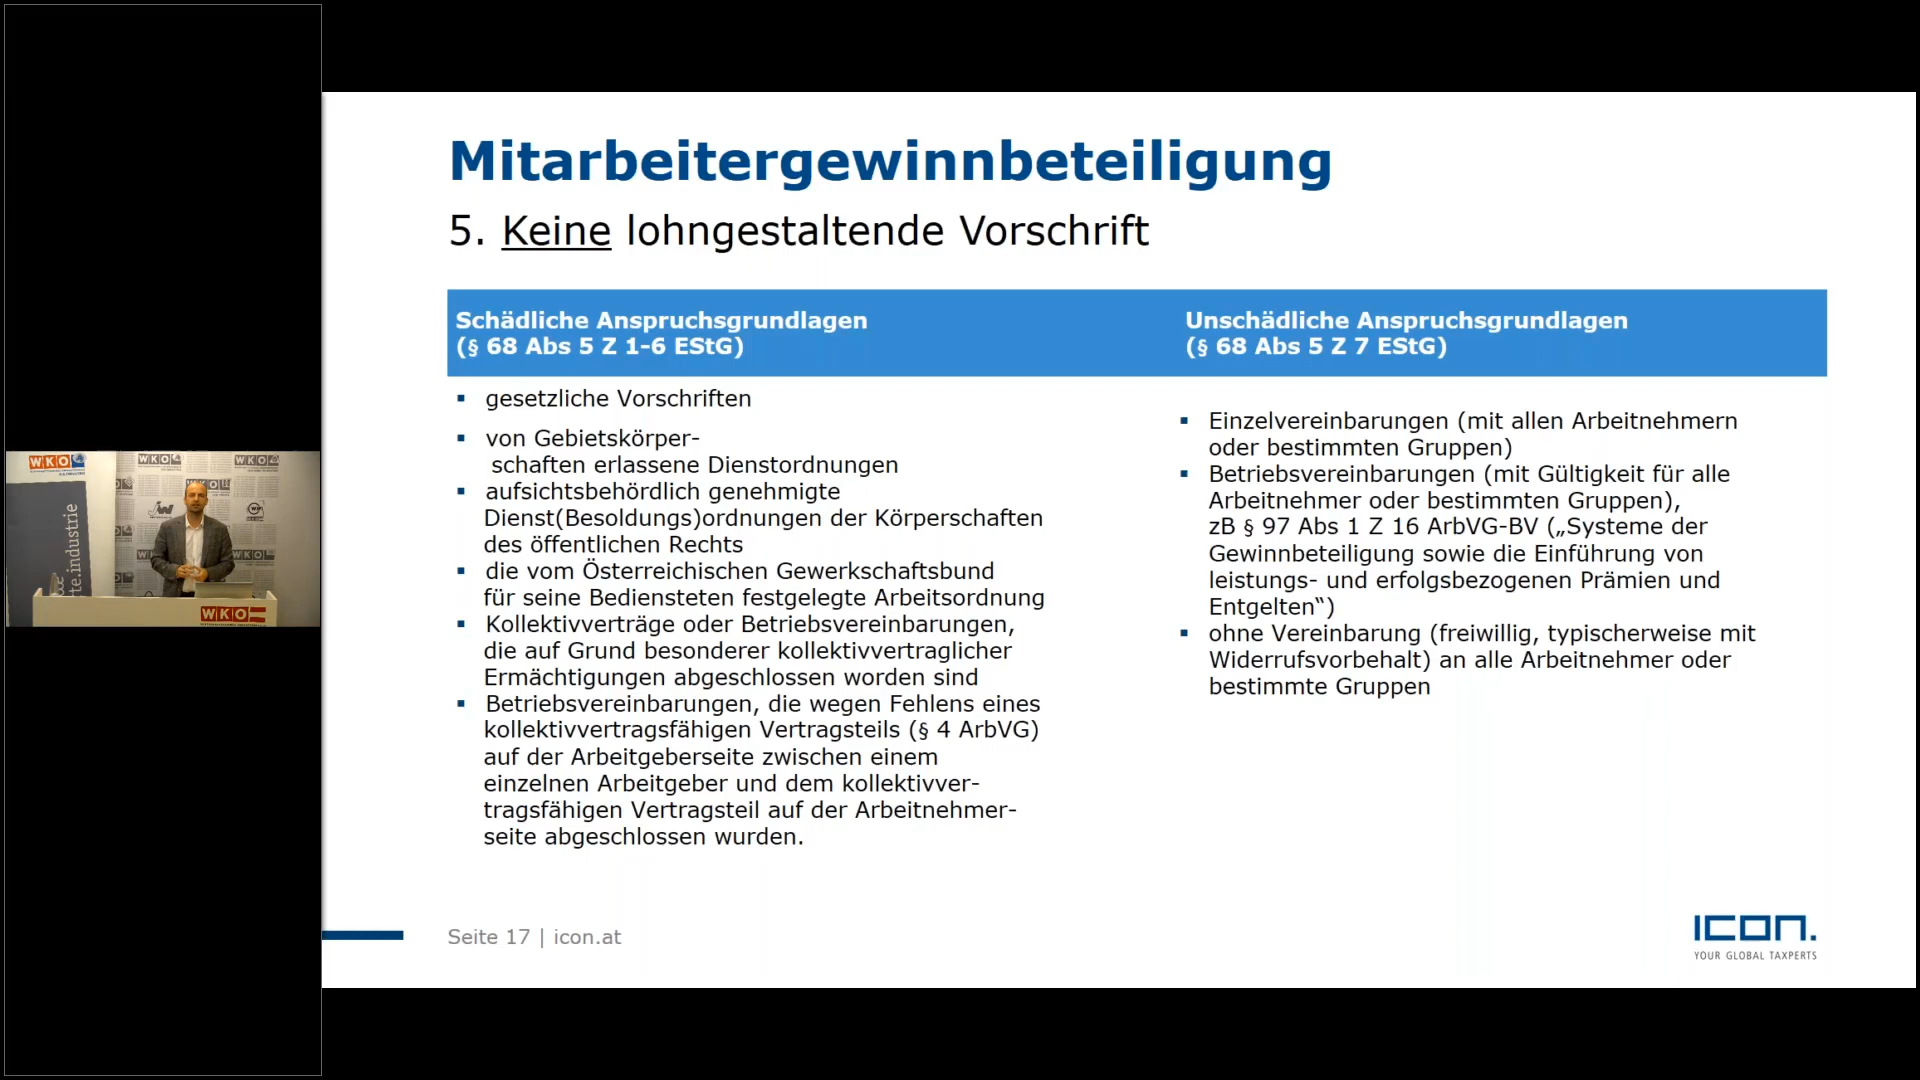 Mitarbeitergewinnbeteiligung
5. Keine lohngestaltende Vorschrift
Schädliche Anspruchsgrundlagen
(§ 68 Abs 5 Z 1-6 EStG)
▪ gesetzliche Vorschriften
▪ von Gebietskörper-
schaften erlassene Dienstordnungen
▪ aufsichtsbehördlich genehmigte
Dienst(Besoldungs)ordnungen der Körperschaften
des öffentlichen Rechts
▪ die vom Österreichischen Gewerkschaftsbund
für seine Bediensteten festgelegte Arbeitsordnung
▪ Kollektivverträge oder Betriebsvereinbarungen,
die auf Grund besonderer kollektivvertraglicher
Ermächtigungen abgeschlossen worden sind
▪ Betriebsvereinbarungen, die wegen Fehlens eines
kollektivvertragsfähigen Vertragsteils (§ 4 ArbVG)
auf der Arbeitgeberseite zwischen einem
einzelnen Arbeitgeber und dem kollektivver-
tragsfähigen Vertragsteil auf der Arbeitnehmer-
seite abgeschlossen wurden.
Unschädliche Anspruchsgrundlagen
(§ 68 Abs 5 Z 7 EStG)
▪ Einzelvereinbarungen (mit allen Arbeitnehmern
oder bestimmten Gruppen)
▪ Betriebsvereinbarungen (mit Gültigkeit für alle
Arbeitnehmer oder bestimmten Gruppen),
zB § 97 Abs 1 Z 16 ArbVG-BV („Systeme der
Gewinnbeteiligung sowie die Einführung von
leistungs- und erfolgsbezogenen Prämien und
Entgelten“)
▪ ohne Vereinbarung (freiwillig, typischerweise mit
Widerrufsvorbehalt) an alle Arbeitnehmer oder
bestimmte Gruppen
Seite 17 | icon.at
ICON.
YOUR GLOBAL TAXPERTS
WKO
WKO
WKO
WKO
WKO
WKO
te.industrie
WKO